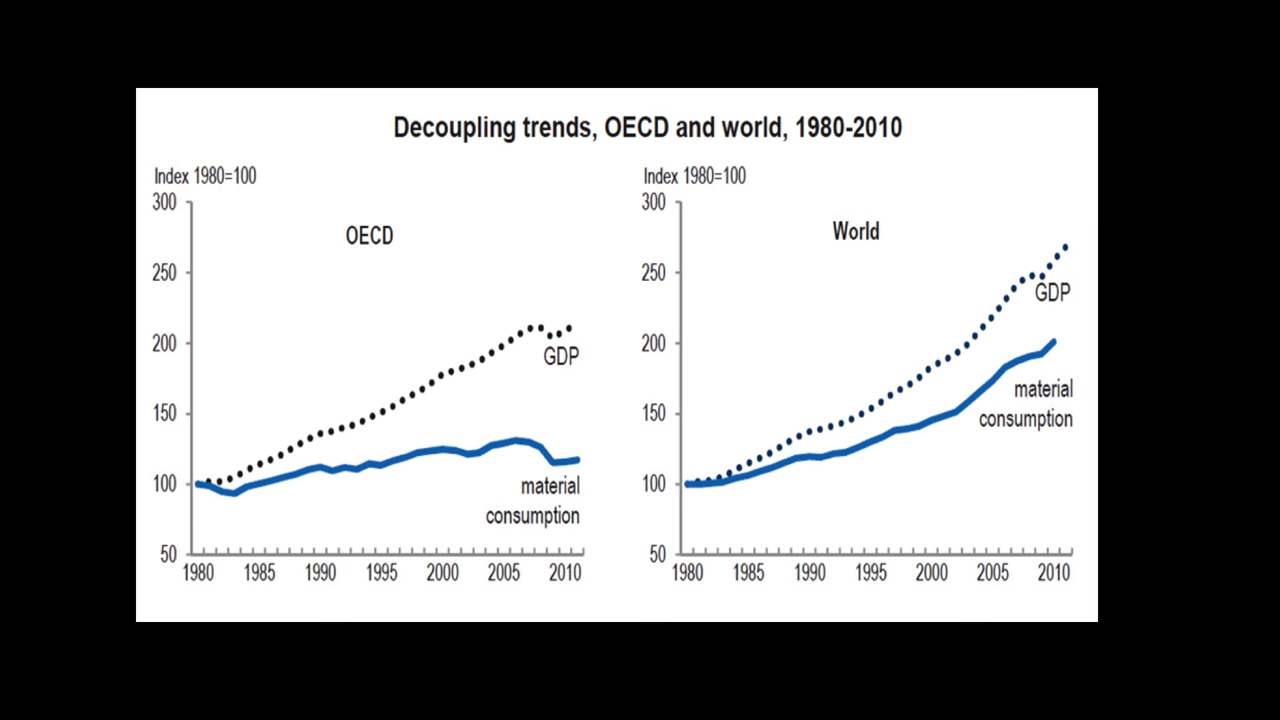 Decoupling trends, OECD and world, 1980-2010
Index 1980=100
300
250
200
150
100
50
OECD
GDP
material
consumption
1980 1985 1990 1995 2000 2005 2010
Index 1980=100
300
250
200
150
100
50
World
GDP
material
consumption
1980 1985 1990 1995 2000 2005 2010